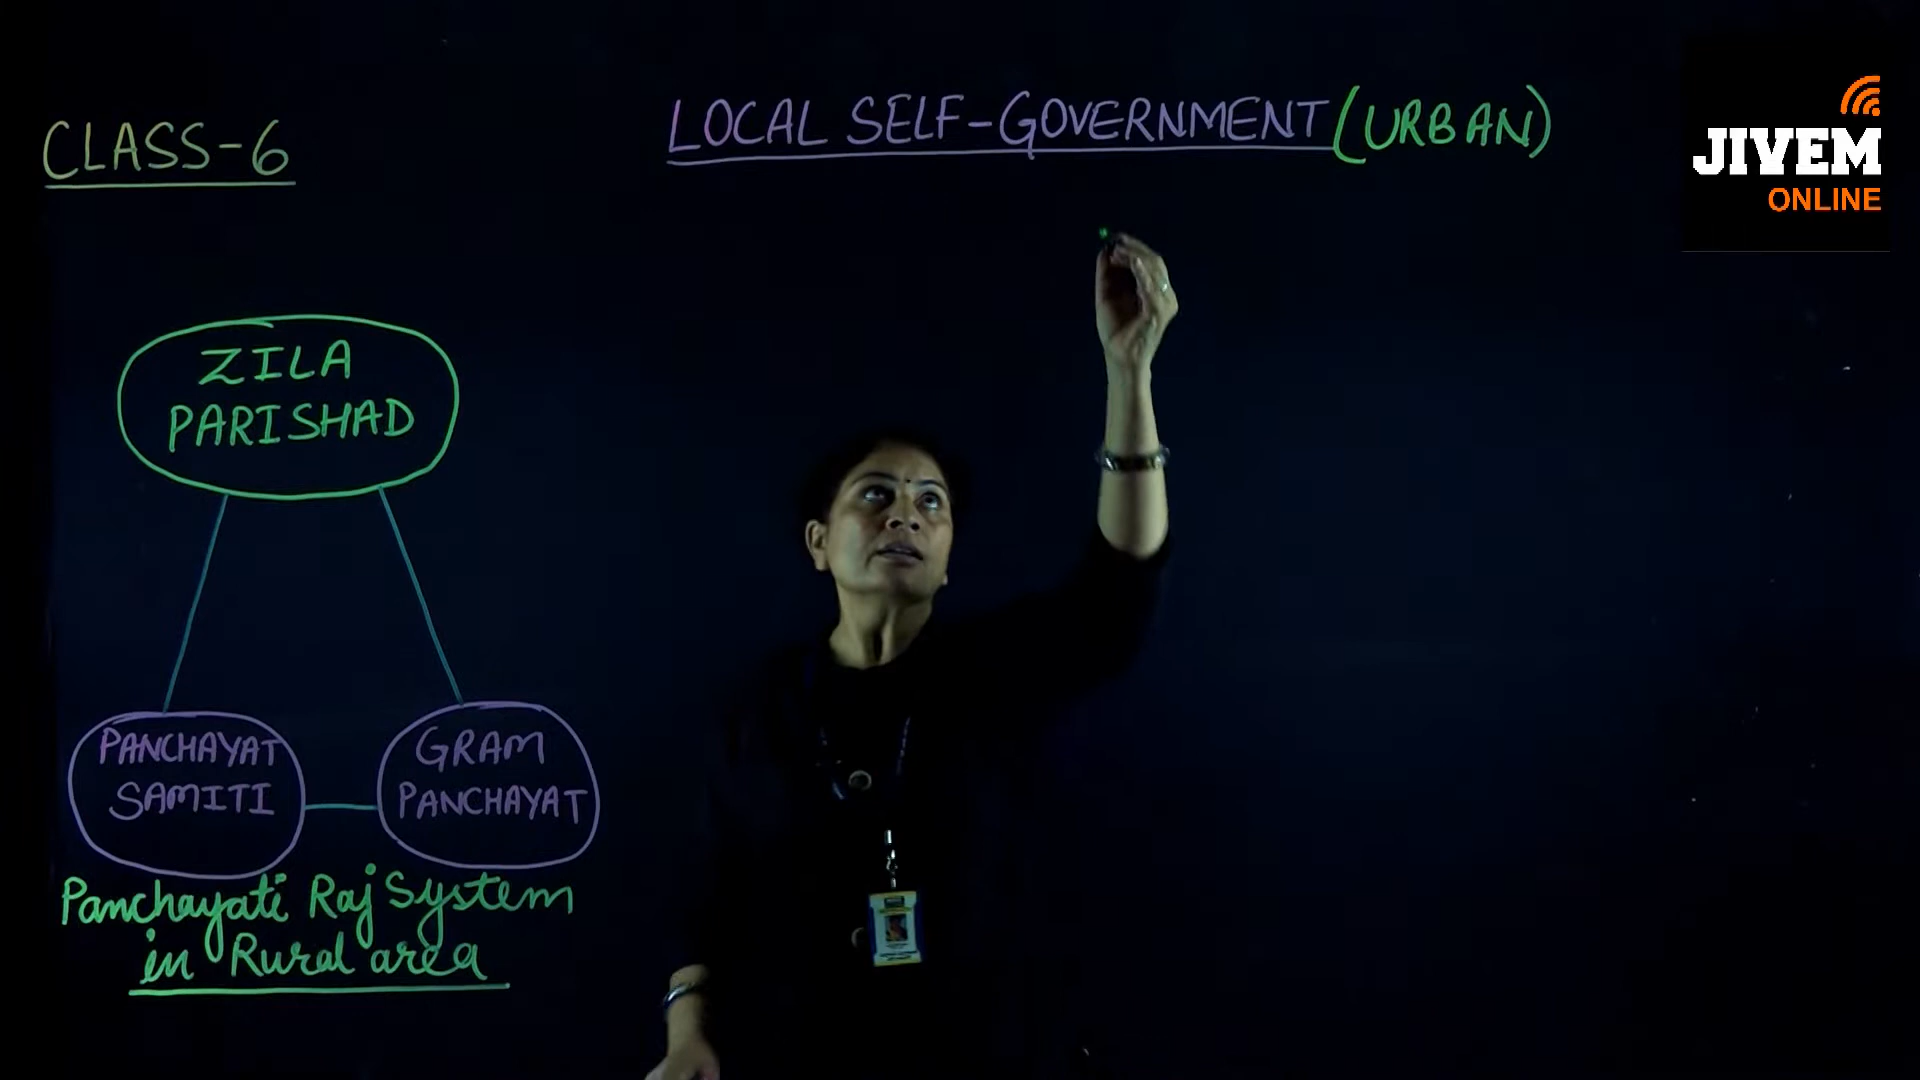 CLASS-6
LOCAL SELF-GOVERNMENT (URBAN)
JIVEM
ONLINE
ZILA
PARISHAD
PANCHAYAT
SAMITI
GRAM
PANCHAYAT
Panchayati Raj System
in Rural area